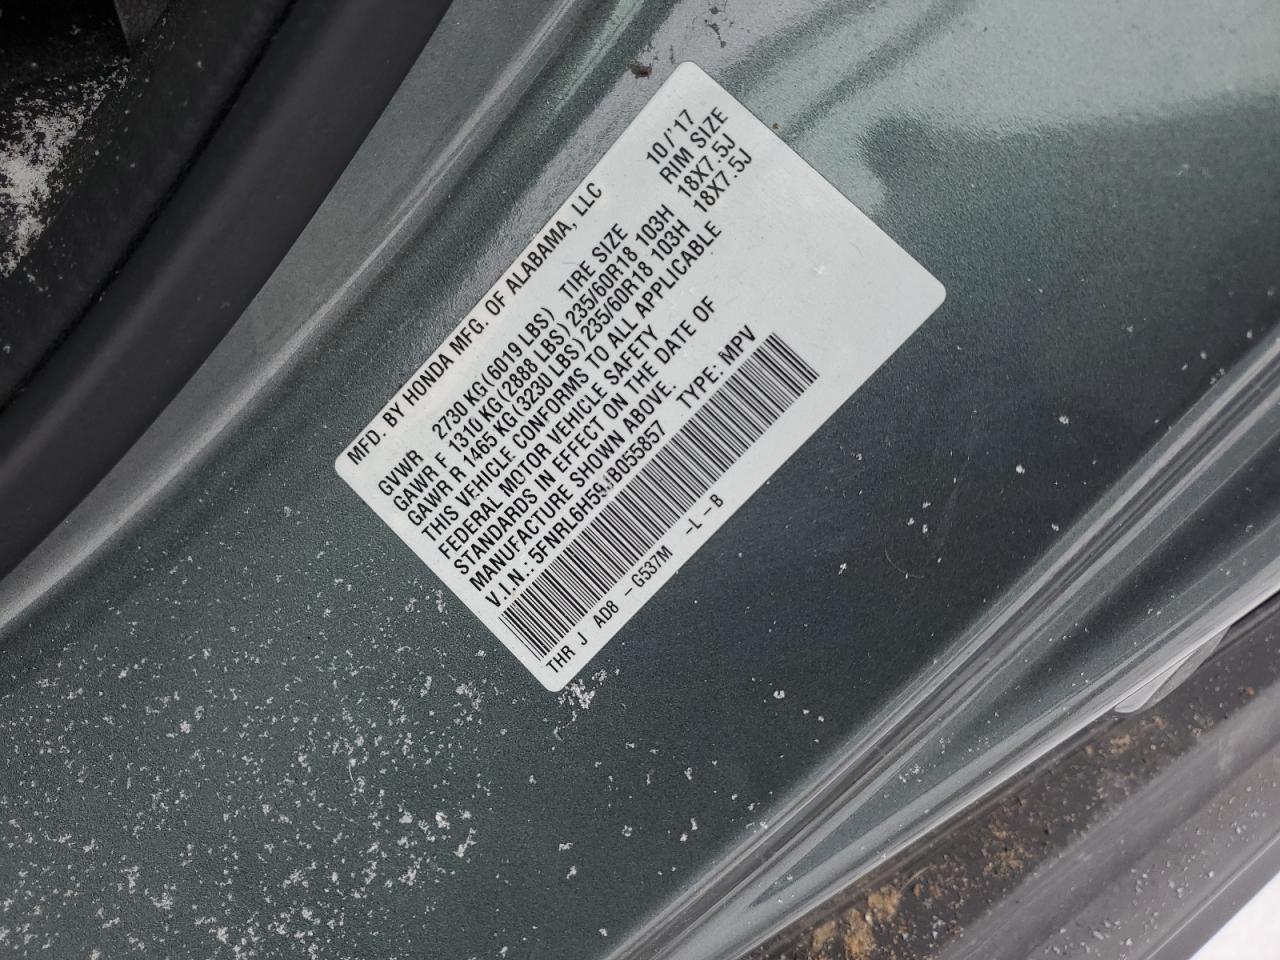 MFD. BY HONDA MFG. OF ALABAMA, LLC 10/'17
GVWR 2730 KG (6019 LBS) TIRE SIZE RIM SIZE
GAWR F 1310 KG (2888 LBS) 235/60R18 103H 18X7.5J
GAWR R 1465 KG (3230 LBS) 235/60R18 103H 18X7.5J
THIS VEHICLE CONFORMS TO ALL APPLICABLE
FEDERAL MOTOR VEHICLE SAFETY
STANDARDS IN EFFECT ON THE DATE OF
MANUFACTURE SHOWN ABOVE.
V.I.N.: 5FNRL6H59JB055857 TYPE: MPV
THR J AD8 -G537M -L-B